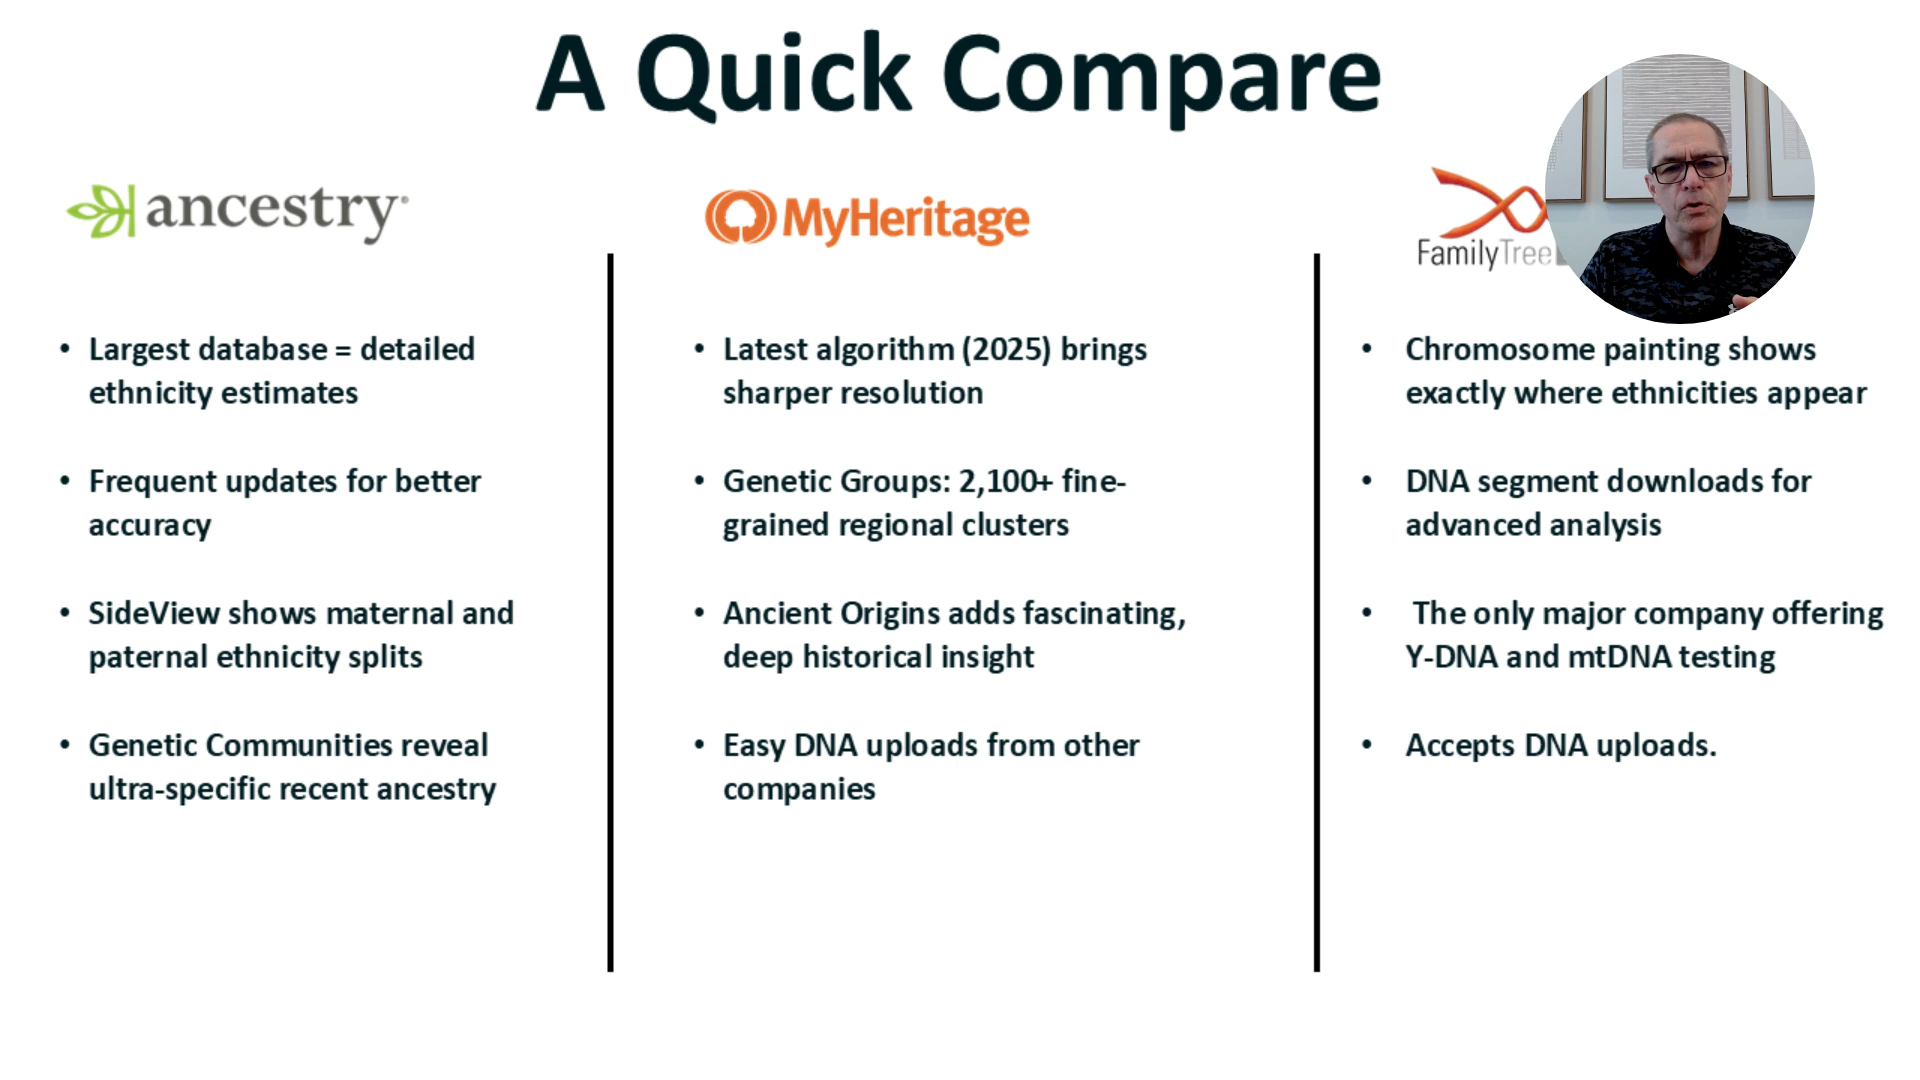 A Quick Compare
ancestry
Largest database = detailed
ethnicity estimates
Frequent updates for better
accuracy
SideView shows maternal and
paternal ethnicity splits
Genetic Communities reveal
ultra-specific recent ancestry
MyHeritage
Latest algorithm (2025) brings
sharper resolution
Genetic Groups: 2,100+ fine-
grained regional clusters
Ancient Origins adds fascinating,
deep historical insight
Easy DNA uploads from other
companies
FamilyTree
Chromosome painting shows
exactly where ethnicities appear
DNA segment downloads for
advanced analysis
The only major company offering
Y-DNA and mtDNA testing
Accepts DNA uploads.